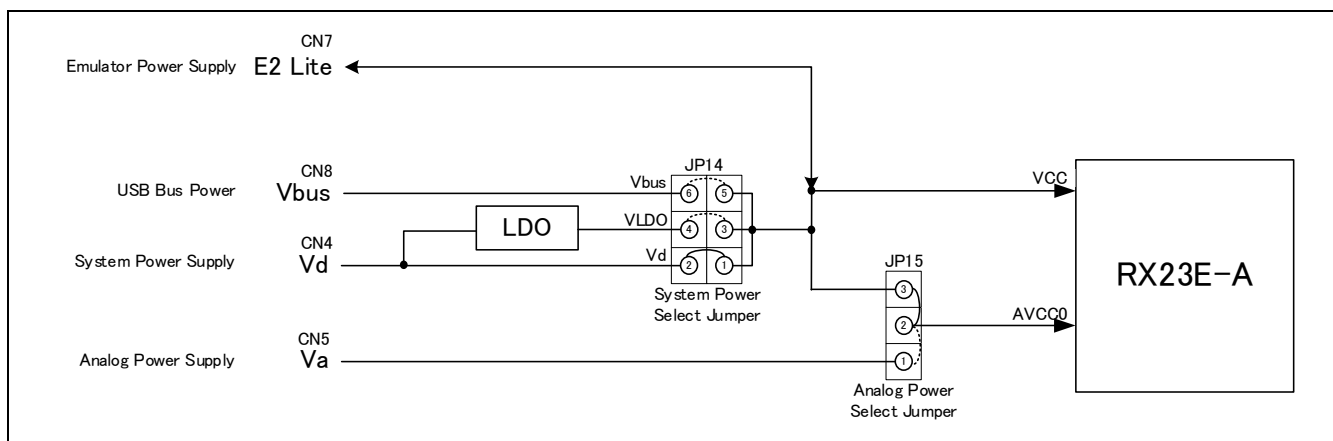 CN7
Emulator Power Supply E2 Lite
CN8
USB Bus Power Vbus
LDO
CN4
System Power Supply Vd
CN5
Analog Power Supply Va
JP14
Vbus 6 5
VLDO 4 3
Vd 2 1
System Power
Select Jumper
JP15
3
2
1
Analog Power
Select Jumper
VCC
AVCC0
RX23E-A